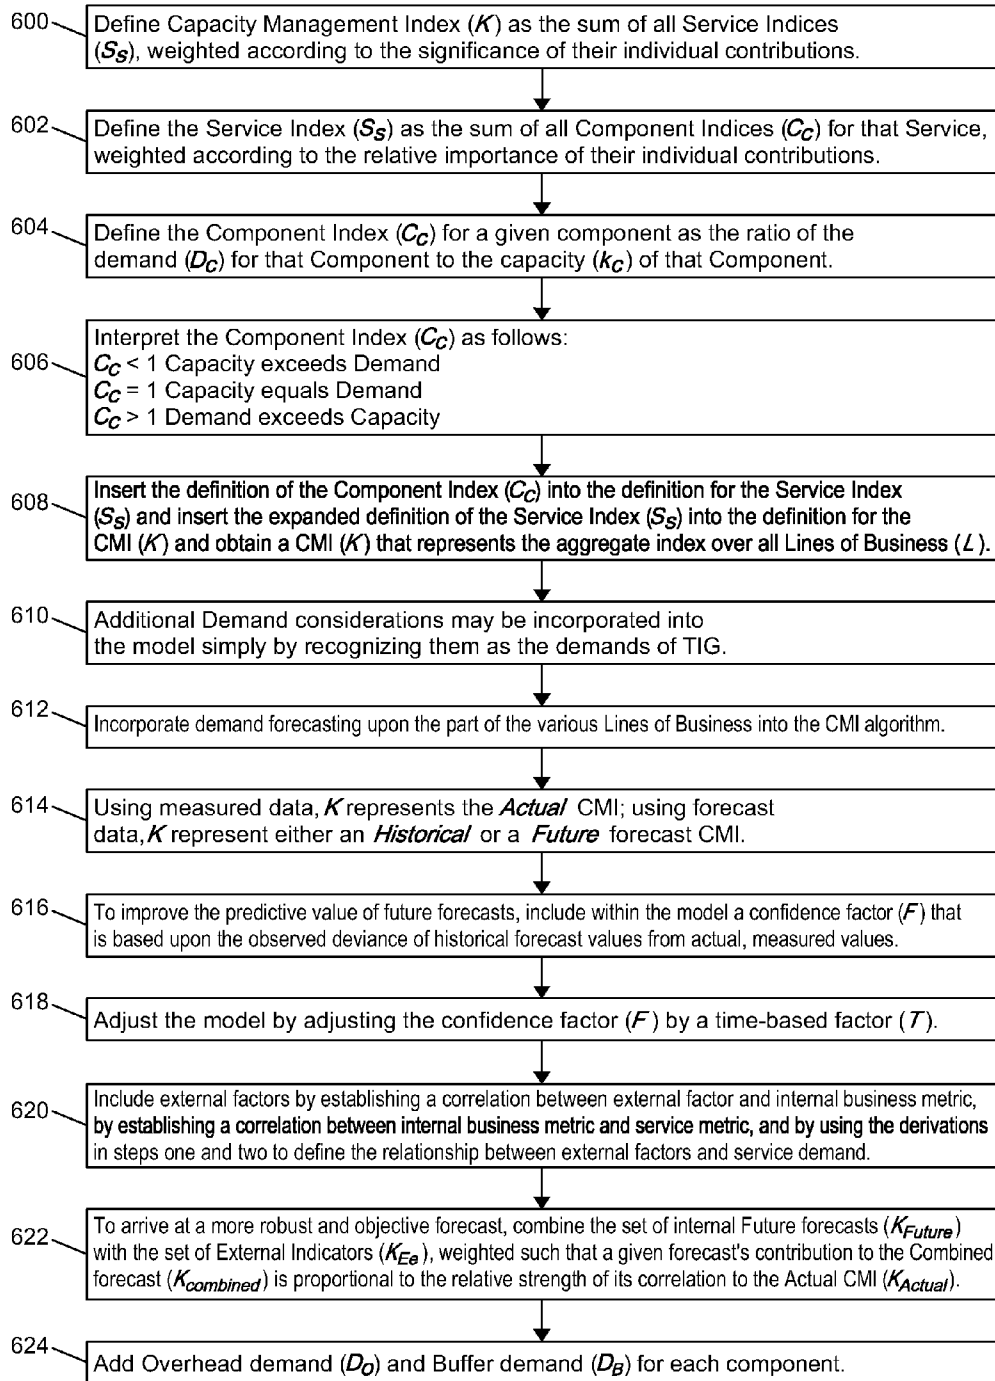 600
Define Capacity Management Index (K) as the sum of all Service Indices
(SS), weighted according to the significance of their individual contributions.
602
Define the Service Index (SS) as the sum of all Component Indices (CC) for that Service,
weighted according to the relative importance of their individual contributions.
604
Define the Component Index (CC) for a given component as the ratio of the
demand (DC) for that Component to the capacity (kC) of that Component.
606
Interpret the Component Index (CC) as follows:
CC < 1 Capacity exceeds Demand
CC = 1 Capacity equals Demand
CC > 1 Demand exceeds Capacity
608
Insert the definition of the Component Index (CC) into the definition for the Service Index
(SS) and insert the expanded definition of the Service Index (SS) into the definition for the
CMI (K) and obtain a CMI (K) that represents the aggregate index over all Lines of Business (L).
610
Additional Demand considerations may be incorporated into
the model simply by recognizing them as the demands of TIG.
612
Incorporate demand forecasting upon the part of the various Lines of Business into the CMI algorithm.
614
Using measured data, K represents the Actual CMI; using forecast
data, K represent either an Historical or a Future forecast CMI.
616
To improve the predictive value of future forecasts, include within the model a confidence factor (F) that
is based upon the observed deviance of historical forecast values from actual, measured values.
618
Adjust the model by adjusting the confidence factor (F) by a time-based factor (T).
620
Include external factors by establishing a correlation between external factor and internal business metric,
by establishing a correlation between internal business metric and service metric, and by using the derivations
in steps one and two to define the relationship between external factors and service demand.
622
To arrive at a more robust and objective forecast, combine the set of internal Future forecasts (KFuture)
with the set of External Indicators (KEe), weighted such that a given forecast's contribution to the Combined
forecast (Kcombined) is proportional to the relative strength of its correlation to the Actual CMI (KActual).
624
Add Overhead demand (DO) and Buffer demand (DB) for each component.